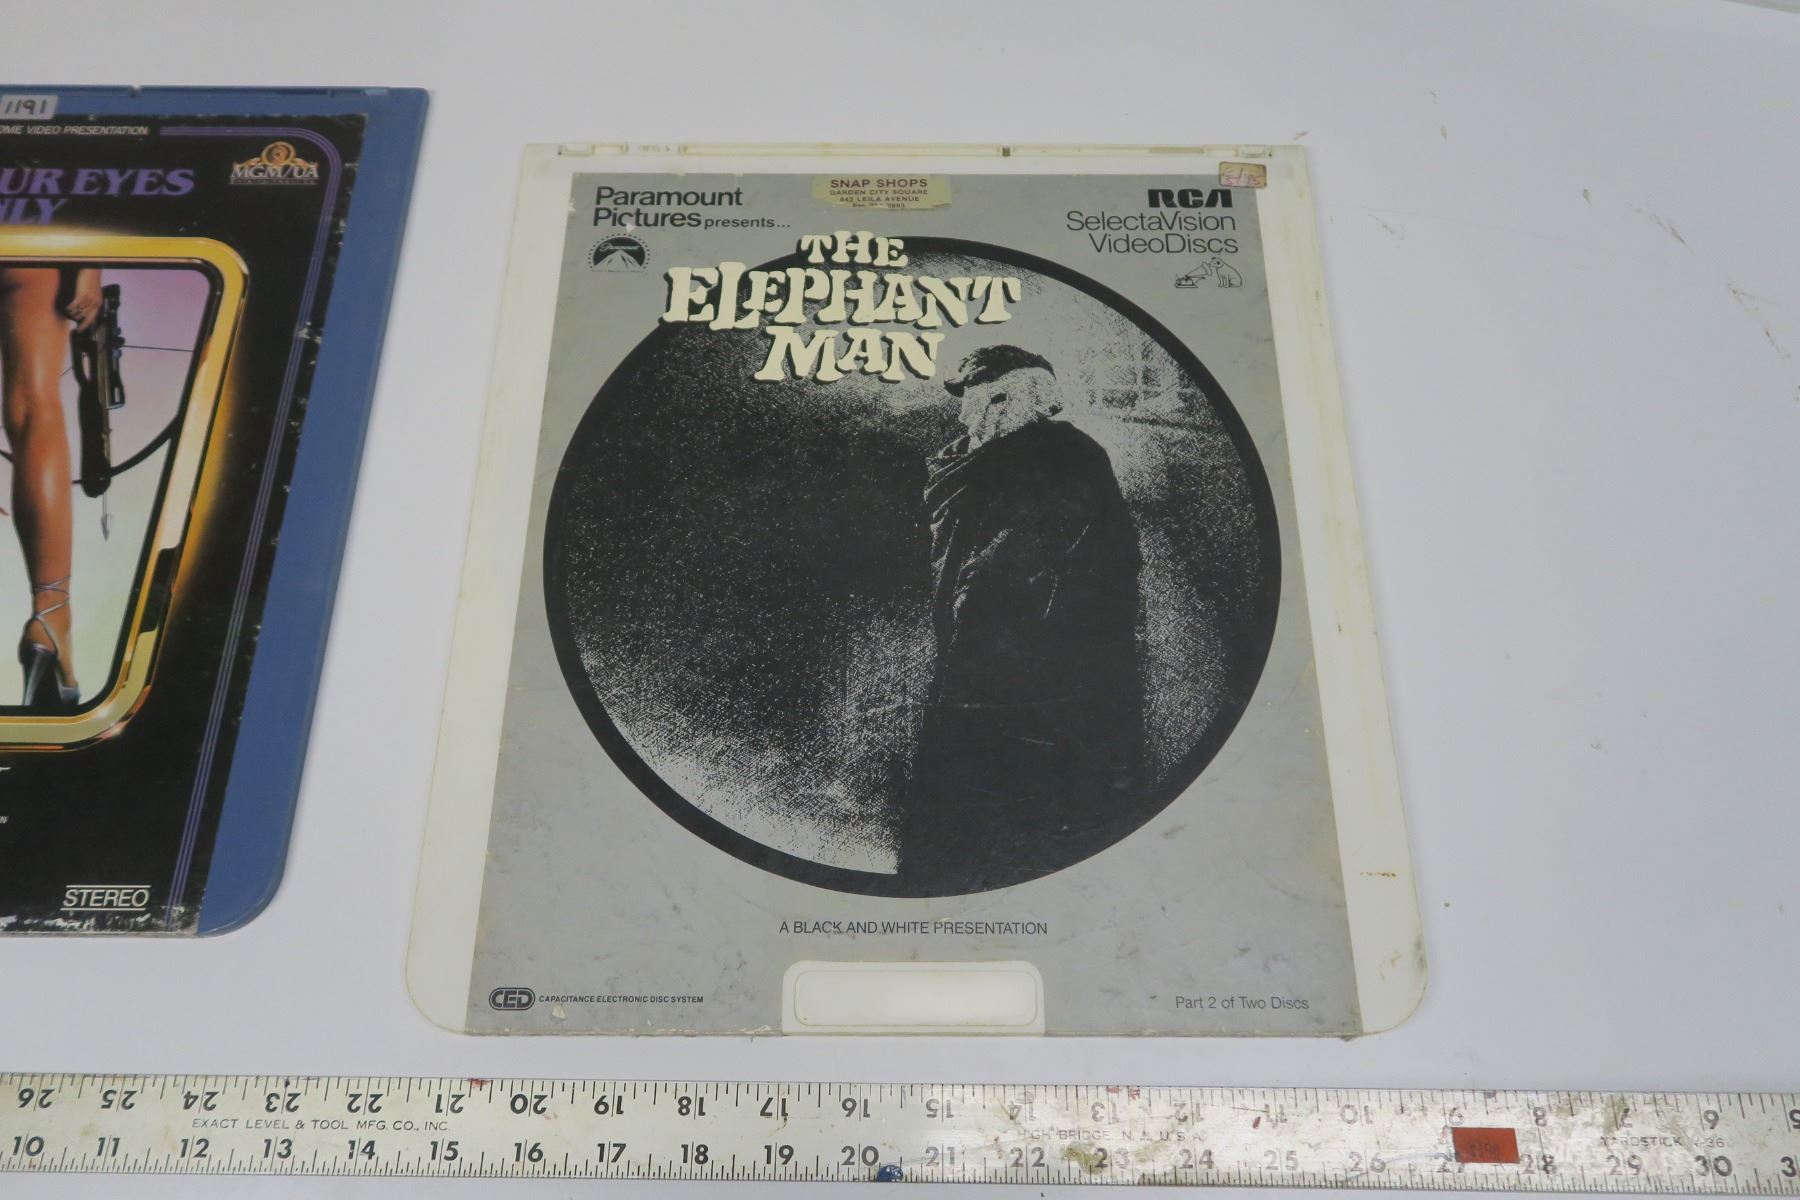 1191
OME VIDEO PRESENTATION
MGM/UA
UR EYES
NLY
STEREO
SNAP SHOPS
GARDEN CITY SQUARE
843 LEILA AVENUE
Paramount
Pictures presents...
Paramount
RCA
SelectaVision
VideoDiscs
THE
ELEPHANT
MAN
A BLACK AND WHITE PRESENTATION
CED CAPACITANCE ELECTRONIC DISC SYSTEM
Part 2 of Two Discs
26 25 24 23 22 21 20 19 18 17 16 15 14 13 12 11 10 9 8 7 6 5
EXACT LEVEL & TOOL MFG. CO., INC.
HIGH BRIDGE N.J. U.S.A.
YARDSTICK
10 11 12 13 14 15 16 17 18 19 20 21 22 23 24 25 26 27 28 29 30 3